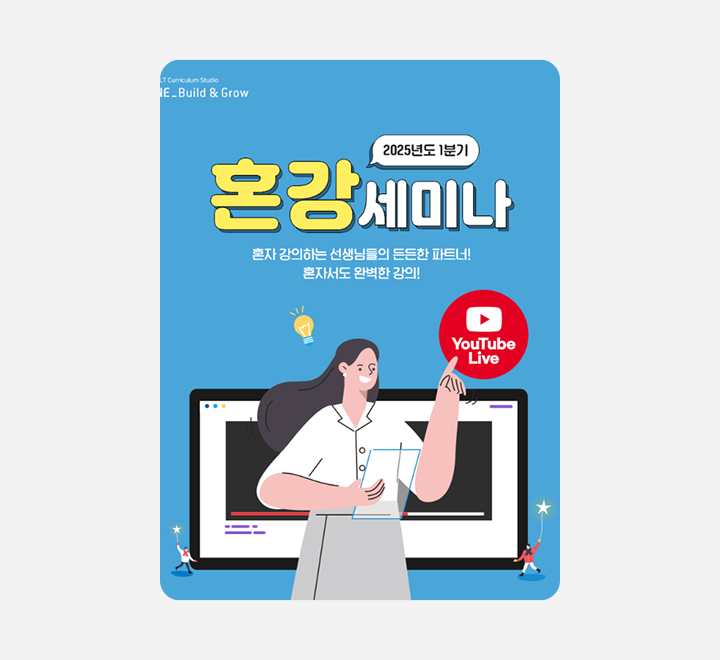 Curriculum Studio
_Build & Grow
2025년도 1분기
혼강세미나
혼자 강의하는 선생님들의 든든한 파트너!
혼자서도 완벽한 강의!
YouTube
Live